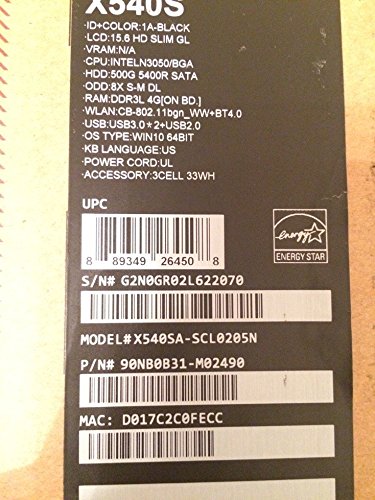 X540S
·ID+COLOR:1A-BLACK
·LCD:15.6 HD SLIM GL
·VRAM:N/A
·CPU:INTELN3050/BGA
·HDD:500G 5400R SATA
·ODD:8X S-M DL
·RAM:DDR3L 4G[ON BD.]
·WLAN:CB-802.11bgn_WW+BT4.0
·USB:USB3.0*2+USB2.0
·OS TYPE:WIN10 64BIT
·KB LANGUAGE:US
·POWER CORD:UL
·ACCESSORY:3CELL 33WH
UPC
8 89349 26450 8
energy
ENERGY STAR
S/N# G2N0GR02L622070
MODEL#X540SA-SCL0205N
P/N# 90NB0B31-M02490
MAC: D017C2C0FECC